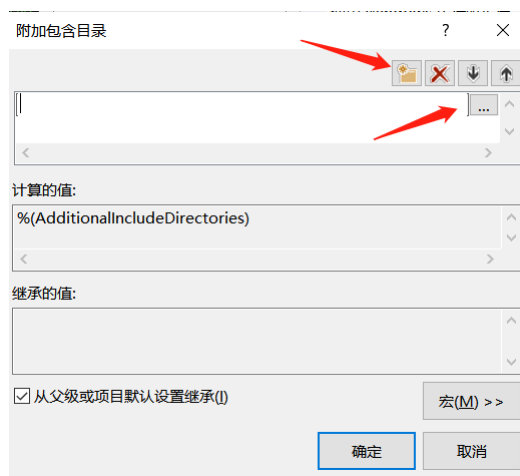 附加包含目录
?
...
计算的值:
%(AdditionalIncludeDirectories)
继承的值:
从父级或项目默认设置继承(I)
宏(M) >>
确定
取消